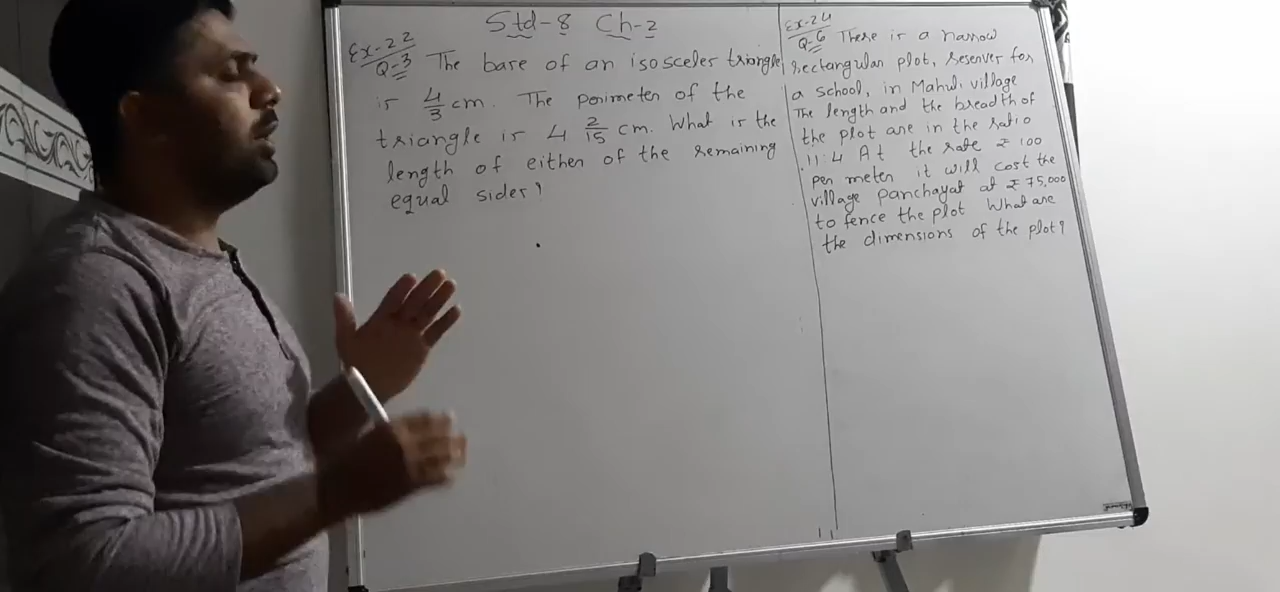 Std-8 Ch-2
Ex-2.2
Q-3 The base of an isosceles triangle
is 4/3 cm. The perimeter of the
triangle is 4 2/15 cm. What is the
length of either of the remaining
equal sides?
Ex-2.4
Q-6 There is a narrow
rectangular plot, reserver for
a school, in Mahuli village
The length and the breadth of
the plot are in the ratio
11:4 At the rate ₹ 100
per meter it will cost the
village panchayat at ₹ 75,000
to fence the plot What are
the dimensions of the plot?